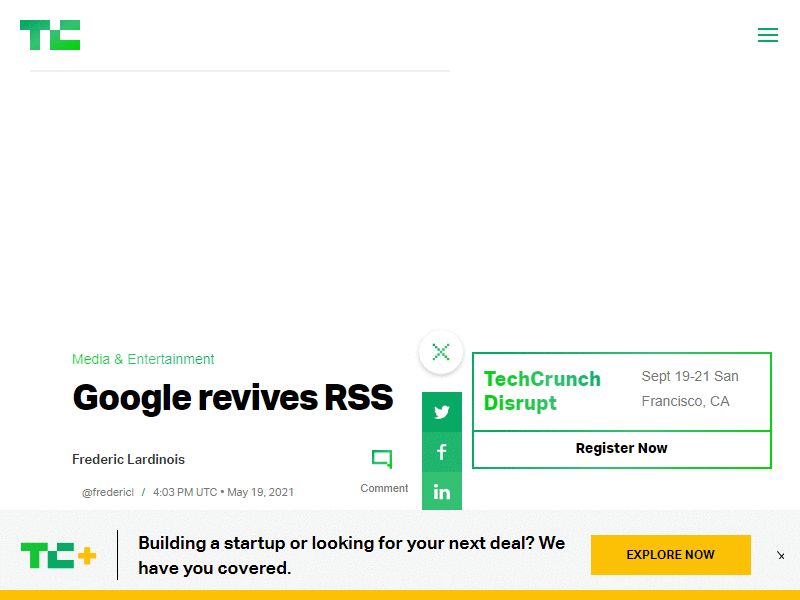 TC
Media & Entertainment
Google revives RSS
Frederic Lardinois
@fredericl / 4:03 PM UTC • May 19, 2021
Comment
f
in
TechCrunch
Disrupt
Sept 19-21 San
Francisco, CA
Register Now
TC+
Building a startup or looking for your next deal? We
have you covered.
EXPLORE NOW